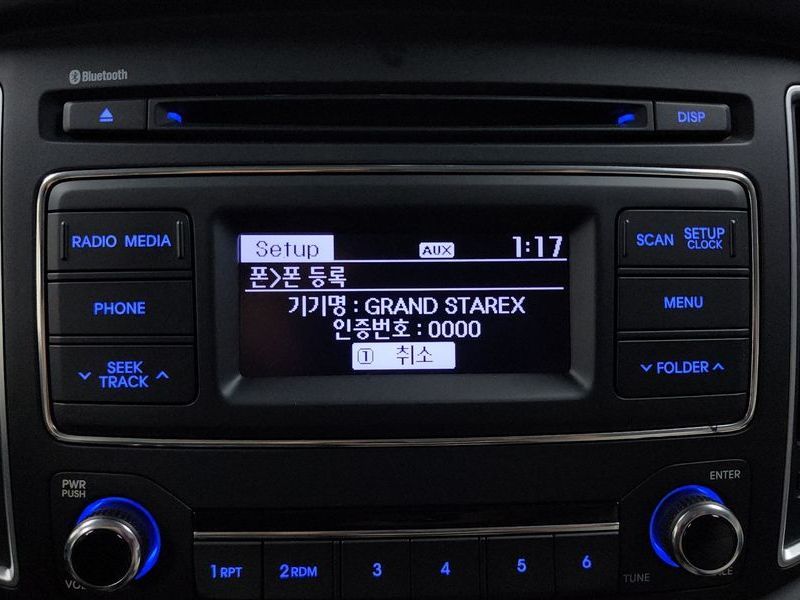 Bluetooth
DISP
RADIO MEDIA
PHONE
SEEK
TRACK
Setup AUX 1:17
폰>폰 등록
기기명 : GRAND STAREX
인증번호 : 0000
1 취소
SCAN SETUP
CLOCK
MENU
FOLDER
PWR
PUSH
VOL
1 RPT
2 RDM
3
4
5
6
ENTER
TUNE